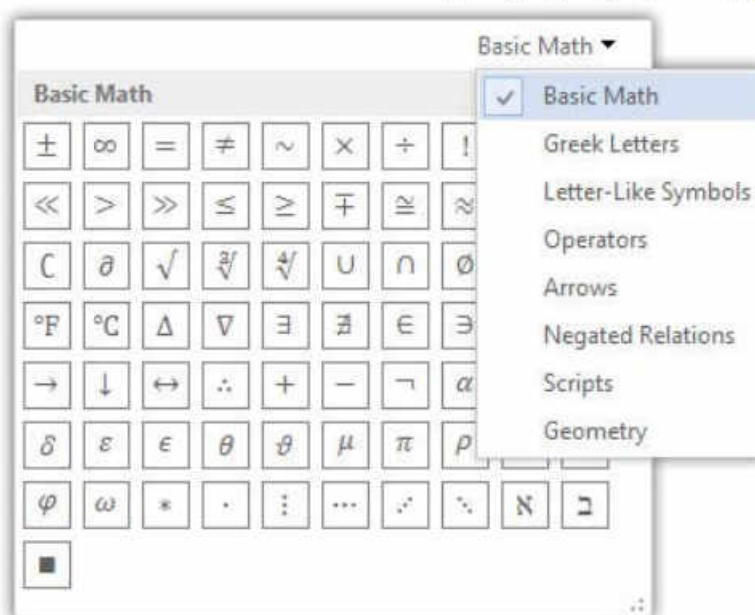 Basic Math
Basic Math
Basic Math
Greek Letters
Letter-Like Symbols
Operators
Arrows
Negated Relations
Scripts
Geometry
± ∞ = ≠ ~ × ÷ !
≪ > ≫ ≤ ≥ ∓ ≅ ≈
∁ ∂ √ ∛ ∜ ∪ ∩ ∅
°F °C ∆ ∇ ∃ ∄ ∈ ∋
→ ↓ ↔ ∴ + − ¬ α
δ ε ϵ θ ϑ μ π ρ
φ ω ∗ ∙ ⋮ ⋯ ⋰ ⋱ ℵ ℶ
∎